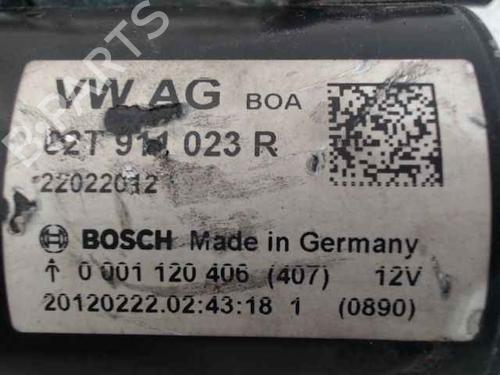 VW AG BOA
02T 911 023 R
22022012
BOSCH Made in Germany
↑ 0 001 120 406 (407) 12V
20120222.02:43:18 1 (0890)
B-PARTS